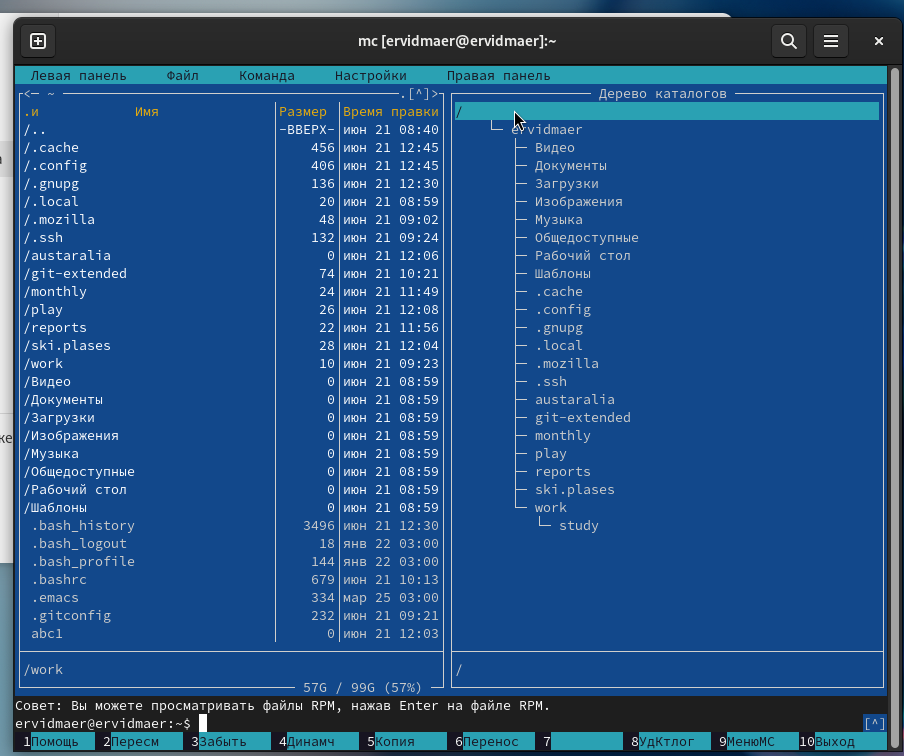 mc [ervidmaer@ervidmaer]:~
Левая панель Файл Команда Настройки Правая панель
<─ ~ .[^]>
.и Имя Размер Время правки
/.. -ВВЕРХ- июн 21 08:40
/.cache 456 июн 21 12:45
/.config 406 июн 21 12:45
/.gnupg 136 июн 21 12:30
/.local 20 июн 21 08:59
/.mozilla 48 июн 21 09:02
/.ssh 132 июн 21 09:24
/austaralia 0 июн 21 12:06
/git-extended 74 июн 21 10:21
/monthly 24 июн 21 11:49
/play 26 июн 21 12:08
/reports 22 июн 21 11:56
/ski.plases 28 июн 21 12:04
/work 10 июн 21 09:23
/Видео 0 июн 21 08:59
/Документы 0 июн 21 08:59
/Загрузки 0 июн 21 08:59
/Изображения 0 июн 21 08:59
/Музыка 0 июн 21 08:59
/Общедоступные 0 июн 21 08:59
/Рабочий стол 0 июн 21 08:59
/Шаблоны 0 июн 21 08:59
.bash_history 3496 июн 21 12:30
.bash_logout 18 янв 22 03:00
.bash_profile 144 янв 22 03:00
.bashrc 679 июн 21 10:13
.emacs 334 мар 25 03:00
.gitconfig 232 июн 21 09:21
abc1 0 июн 21 12:03
/work
57G / 99G (57%)
Дерево каталогов
/
ervidmaer
Видео
Документы
Загрузки
Изображения
Музыка
Общедоступные
Рабочий стол
Шаблоны
.cache
.config
.gnupg
.local
.mozilla
.ssh
austaralia
git-extended
monthly
play
reports
ski.plases
work
study
/
Совет: Вы можете просматривать файлы RPM, нажав Enter на файле RPM.
ervidmaer@ervidmaer:~$ [^]
1Помощь 2Пересм 3Забыть 4Динамч 5Копия 6Перенос 7 8УдКтлог 9МенюMC 10Выход